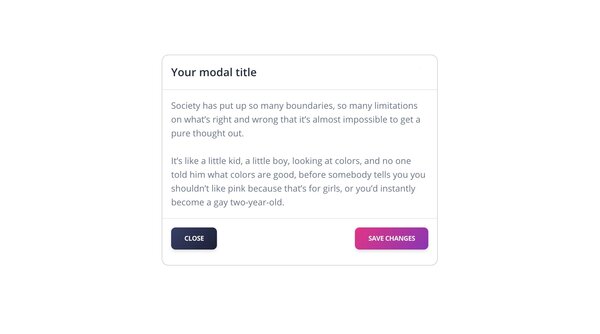 Your modal title
Society has put up so many boundaries, so many limitations
on what's right and wrong that it's almost impossible to get a
pure thought out.
It's like a little kid, a little boy, looking at colors, and no one
told him what colors are good, before somebody tells you you
shouldn't like pink because that's for girls, or you'd instantly
become a gay two-year-old.
CLOSE
SAVE CHANGES